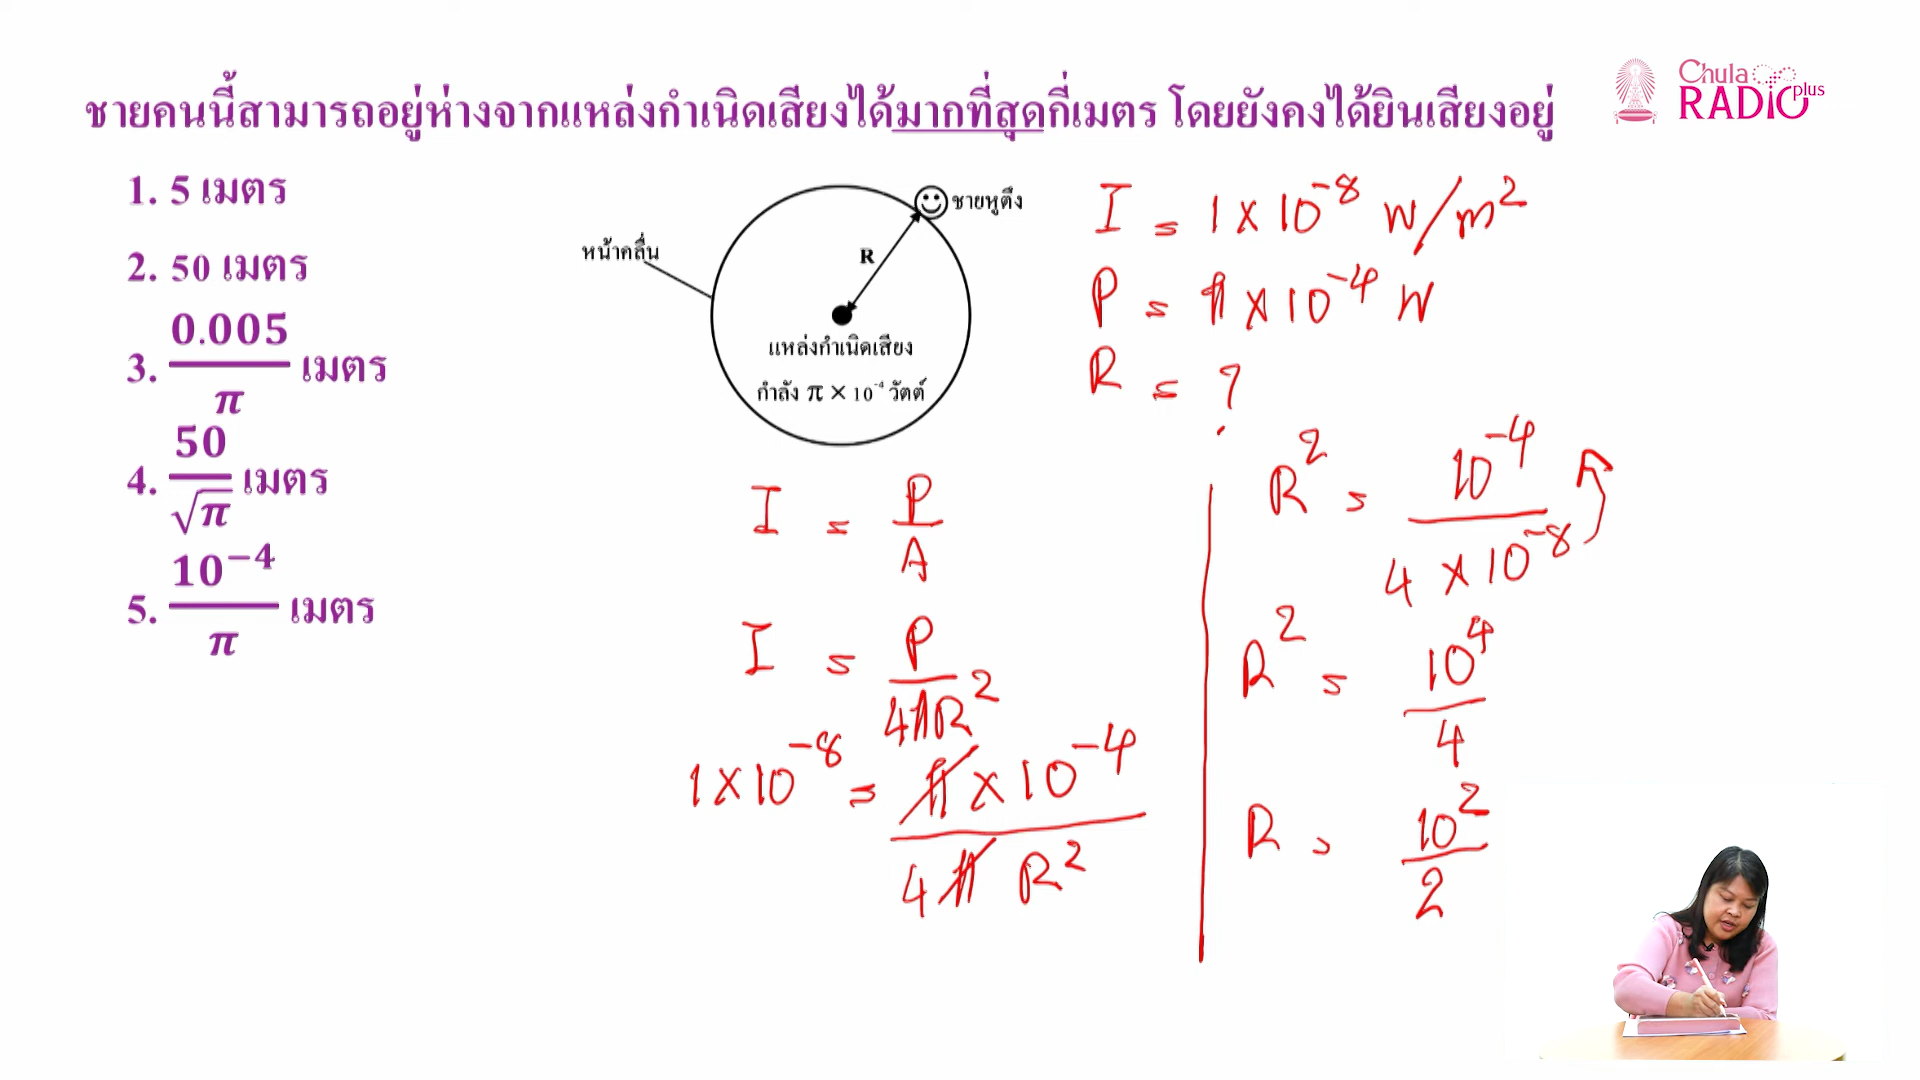 ชายคนนี้สามารถอยู่ห่างจากแหล่งกำเนิดเสียงได้มากที่สุดกี่เมตร โดยยังคงได้ยินเสียงอยู่
Chula
RADIO plus
1. 5 เมตร
2. 50 เมตร
3. 0.005/π เมตร
4. 50/√π เมตร
5. 10⁻⁴/π เมตร
หน้าคลื่น
ชายหูตึง
R
แหล่งกำเนิดเสียง
กำลัง π × 10⁻⁴ วัตต์
I = 1 × 10⁻⁸ W/m²
P = π × 10⁻⁴ W
R = ?
I = P/A
I = P/4πR²
1 × 10⁻⁸ = π × 10⁻⁴/4π R²
R² = 10⁻⁴/4 × 10⁻⁸
R² = 10⁴/4
R = 10²/2